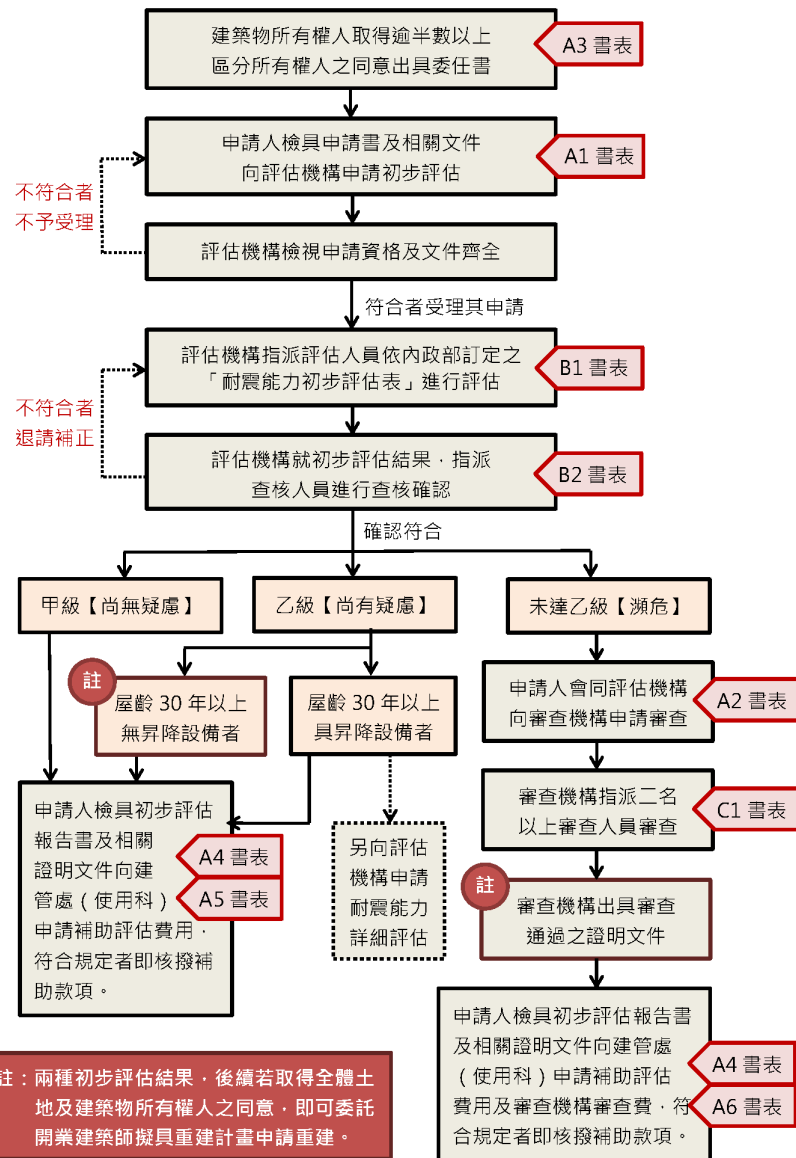 建築物所有權人取得逾半數以上
區分所有權人之同意出具委任書
A3 書表
申請人檢具申請書及相關文件
向評估機構申請初步評估
A1 書表
不符合者
不予受理
評估機構檢視申請資格及文件齊全
符合者受理其申請
評估機構指派評估人員依內政部訂定之
「耐震能力初步評估表」進行評估
B1 書表
不符合者
退請補正
評估機構就初步評估結果，指派
查核人員進行查核確認
B2 書表
確認符合
甲級【尚無疑慮】
乙級【尚有疑慮】
未達乙級【瀕危】
註
屋齡 30 年以上
無昇降設備者
屋齡 30 年以上
具昇降設備者
申請人會同評估機構
向審查機構申請審查
A2 書表
申請人檢具初步評估
報告書及相關
證明文件向建
管處（使用科）
申請補助評估費用，
符合規定者即核撥補
助款項。
A4 書表
A5 書表
另向評估
機構申請
耐震能力
詳細評估
審查機構指派二名
以上審查人員審查
C1 書表
註
審查機構出具審查
通過之證明文件
申請人檢具初步評估報告書
及相關證明文件向建管處
（使用科）申請補助評估
費用及審查機構審查費，符
合規定者即核撥補助款項。
A4 書表
A6 書表
註：兩種初步評估結果，後續若取得全體土
地及建築物所有權人之同意，即可委託
開業建築師擬具重建計畫申請重建。